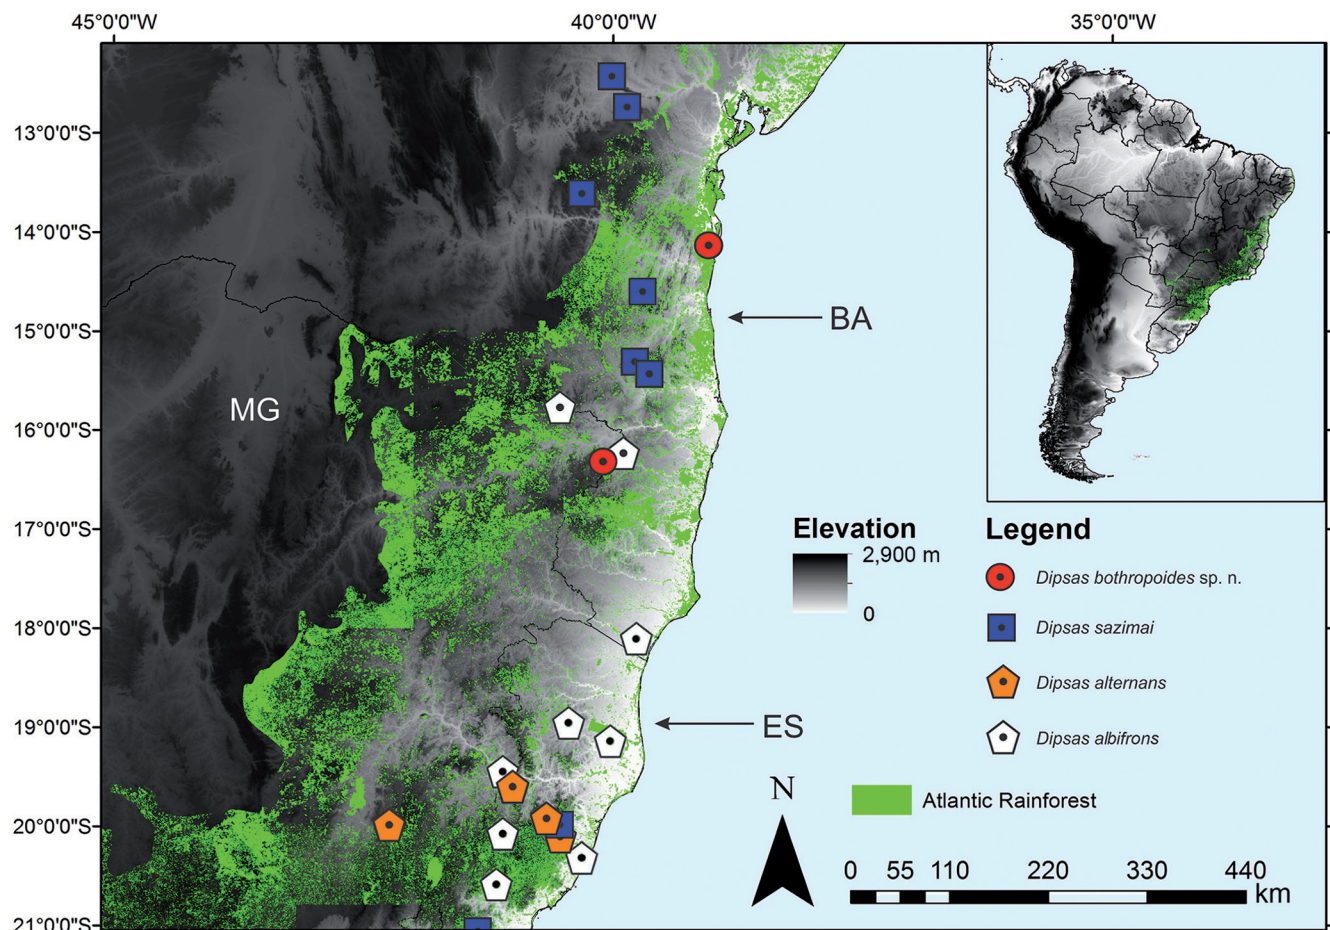 45°0'0"W
40°0'0"W
35°0'0"W
13°0'0"S
14°0'0"S
15°0'0"S
16°0'0"S
17°0'0"S
18°0'0"S
19°0'0"S
20°0'0"S
21°0'0"S
BA
MG
ES
Elevation
2,900 m
0
Legend
Dipsas bothropoides sp. n.
Dipsas sazimai
Dipsas alternans
Dipsas albifrons
Atlantic Rainforest
N
0 55 110 220 330 440
km